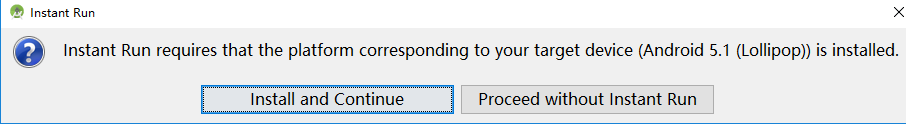 Instant Run
Instant Run requires that the platform corresponding to your target device (Android 5.1 (Lollipop)) is installed.
Install and Continue
Proceed without Instant Run